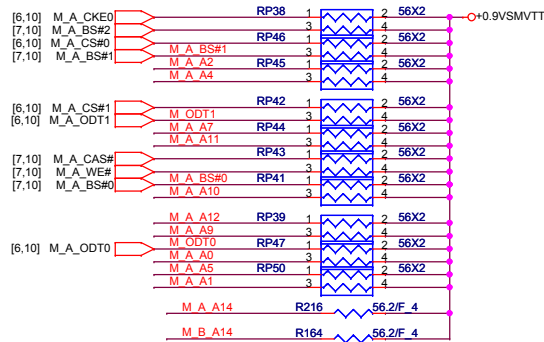 [6,10] M_A_CKE0 RP38 1 2 56X2 +0.9VSMVTT
[7,10] M_A_BS#2 3 4
[6,10] M_A_CS#0 RP46 1 2 56X2
[7,10] M_A_BS#1 M_A_BS#1 3 4
M_A_A2 RP45 1 2 56X2
M_A_A4 3 4
[6,10] M_A_CS#1 RP42 1 2 56X2
[6,10] M_A_ODT1 M_ODT1 3 4
M_A_A7 RP44 1 2 56X2
M_A_A11 3 4
[7,10] M_A_CAS# RP43 1 2 56X2
[7,10] M_A_WE# 3 4
[7,10] M_A_BS#0 M_A_BS#0 RP41 1 2 56X2
M_A_A10 3 4
M_A_A12 RP39 1 2 56X2
M_A_A9 3 4
[6,10] M_A_ODT0 M_ODT0 RP47 1 2 56X2
M_A_A0 3 4
M_A_A5 RP50 1 2 56X2
M_A_A1 3 4
M_A_A14 R216 56.2/F_4
M_B_A14 R164 56.2/F_4